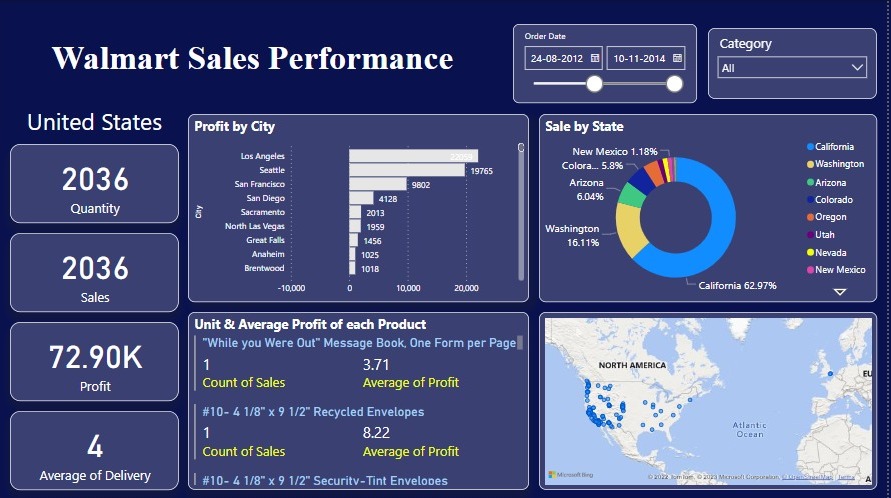 Walmart Sales Performance
Order Date
24-08-2012
10-11-2014
Category
All
United States
2036
Quantity
2036
Sales
72.90K
Profit
4
Average of Delivery
Profit by City
City
Los Angeles
Seattle 19765
San Francisco 9802
San Diego 4128
Sacramento 2013
North Las Vegas 1959
Great Falls 1456
Anaheim 1025
Brentwood 1018
-10,000 0 10,000 20,000
Sale by State
New Mexico 1.18%
Colora... 5.8%
Arizona
6.04%
Washington
16.11%
California 62.97%
California
Washington
Arizona
Colorado
Oregon
Utah
Nevada
New Mexico
Unit & Average Profit of each Product
"While you Were Out" Message Book, One Form per Page
1 3.71
Count of Sales Average of Profit
#10- 4 1/8" x 9 1/2" Recycled Envelopes
1 8.22
Count of Sales Average of Profit
#10- 4 1/8" x 9 1/2" Security-Tint Envelopes
NORTH AMERICA
EU
Atlantic
Ocean
Microsoft Bing
© 2022 TomTom, © 2023 Microsoft Corporation, © OpenStreetMap Terms